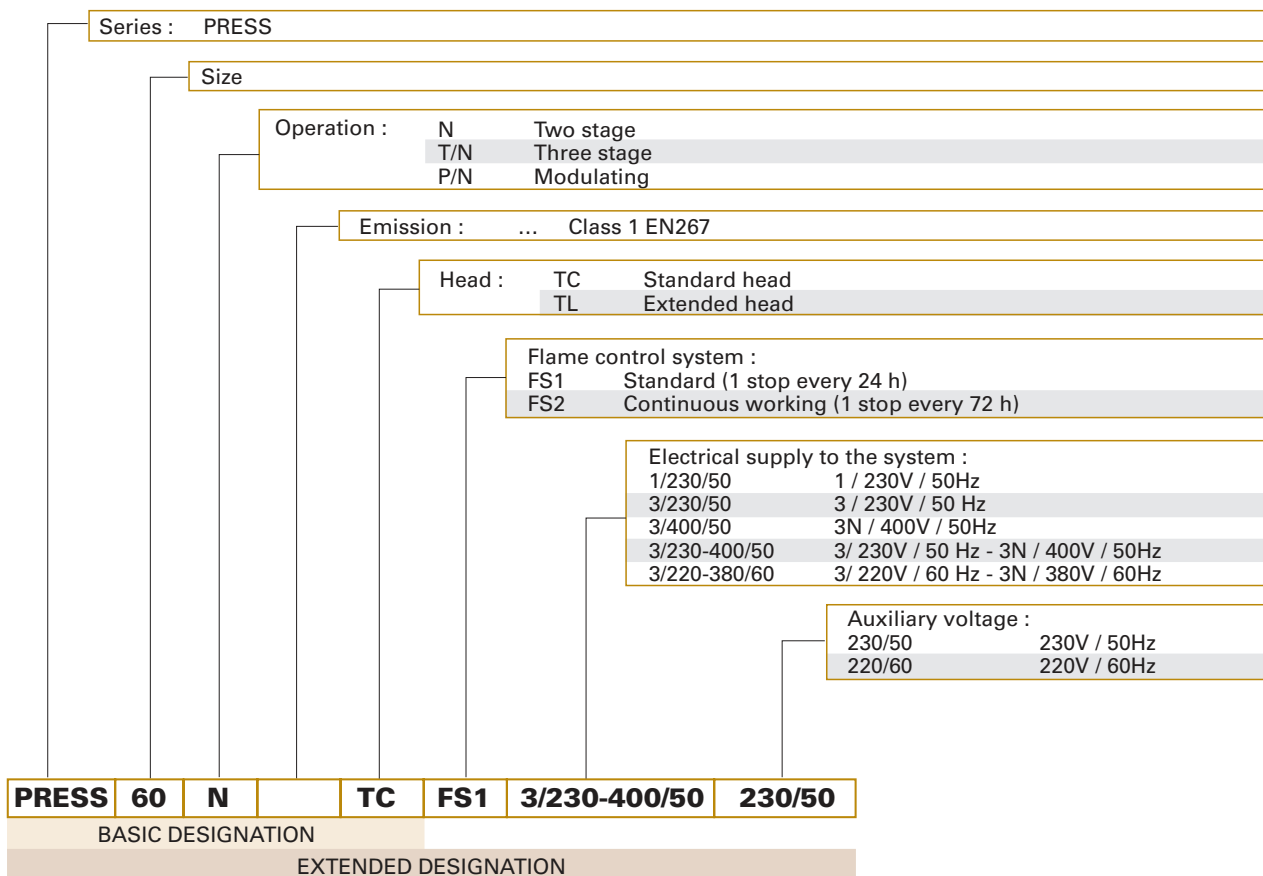 Series : PRESS
Size
Operation : N Two stage
T/N Three stage
P/N Modulating
Emission : ... Class 1 EN267
Head : TC Standard head
TL Extended head
Flame control system :
FS1 Standard (1 stop every 24 h)
FS2 Continuous working (1 stop every 72 h)
Electrical supply to the system :
1/230/50 1 / 230V / 50Hz
3/230/50 3 / 230V / 50 Hz
3/400/50 3N / 400V / 50Hz
3/230-400/50 3/ 230V / 50 Hz - 3N / 400V / 50Hz
3/220-380/60 3/ 220V / 60 Hz - 3N / 380V / 60Hz
Auxiliary voltage :
230/50 230V / 50Hz
220/60 220V / 60Hz
PRESS 60 N TC FS1 3/230-400/50 230/50
BASIC DESIGNATION
EXTENDED DESIGNATION